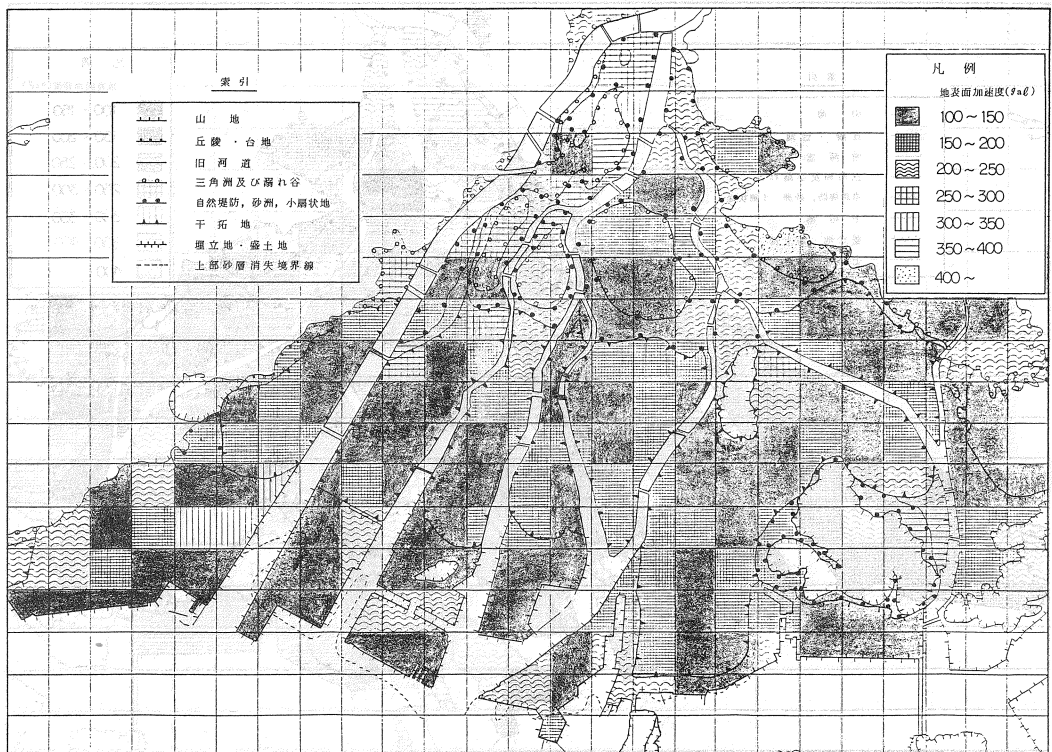 索引
山地
丘陵・台地
旧河道
三角洲及び溺れ谷
自然堤防,砂洲,小扇状地
干拓地
埋立地・盛土地
上部砂層消失境界線
凡例
地表面加速度(gaℓ)
100~150
150~200
200~250
250~300
300~350
350~400
400~